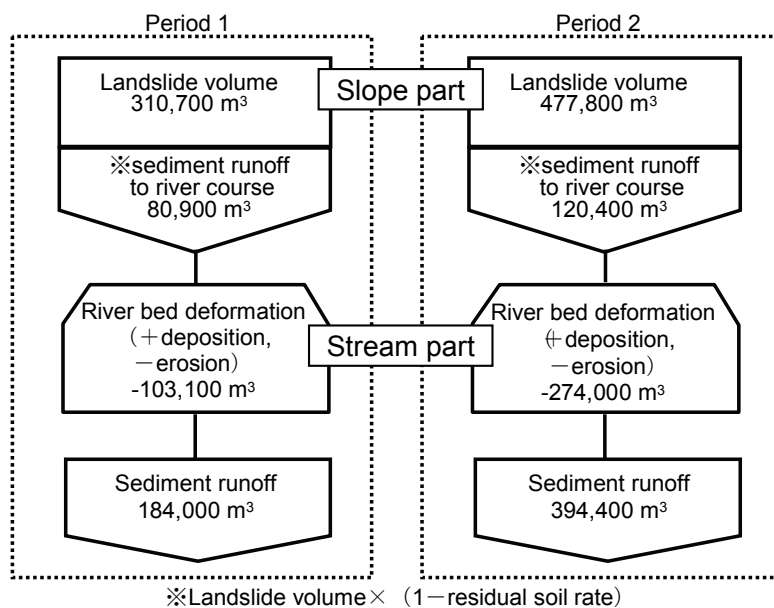 Period 1
Landslide volume
310,700 m³
※sediment runoff
to river course
80,900 m³
River bed deformation
（＋deposition,
－erosion）
-103,100 m³
Sediment runoff
184,000 m³
Slope part
Stream part
Period 2
Landslide volume
477,800 m³
※sediment runoff
to river course
120,400 m³
River bed deformation
（＋deposition,
－erosion）
-274,000 m³
Sediment runoff
394,400 m³
※Landslide volume×（1－residual soil rate）